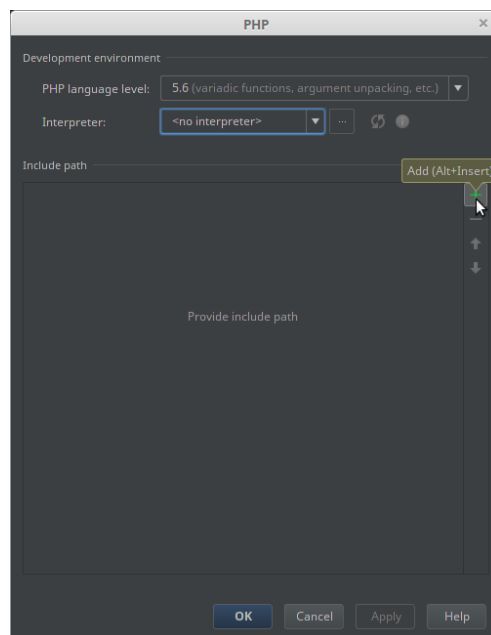 PHP
Development environment
PHP language level: 5.6 (variadic functions, argument unpacking, etc.)
Interpreter: <no interpreter> ...
Include path
Add (Alt+Insert)
Provide include path
OK Cancel Apply Help